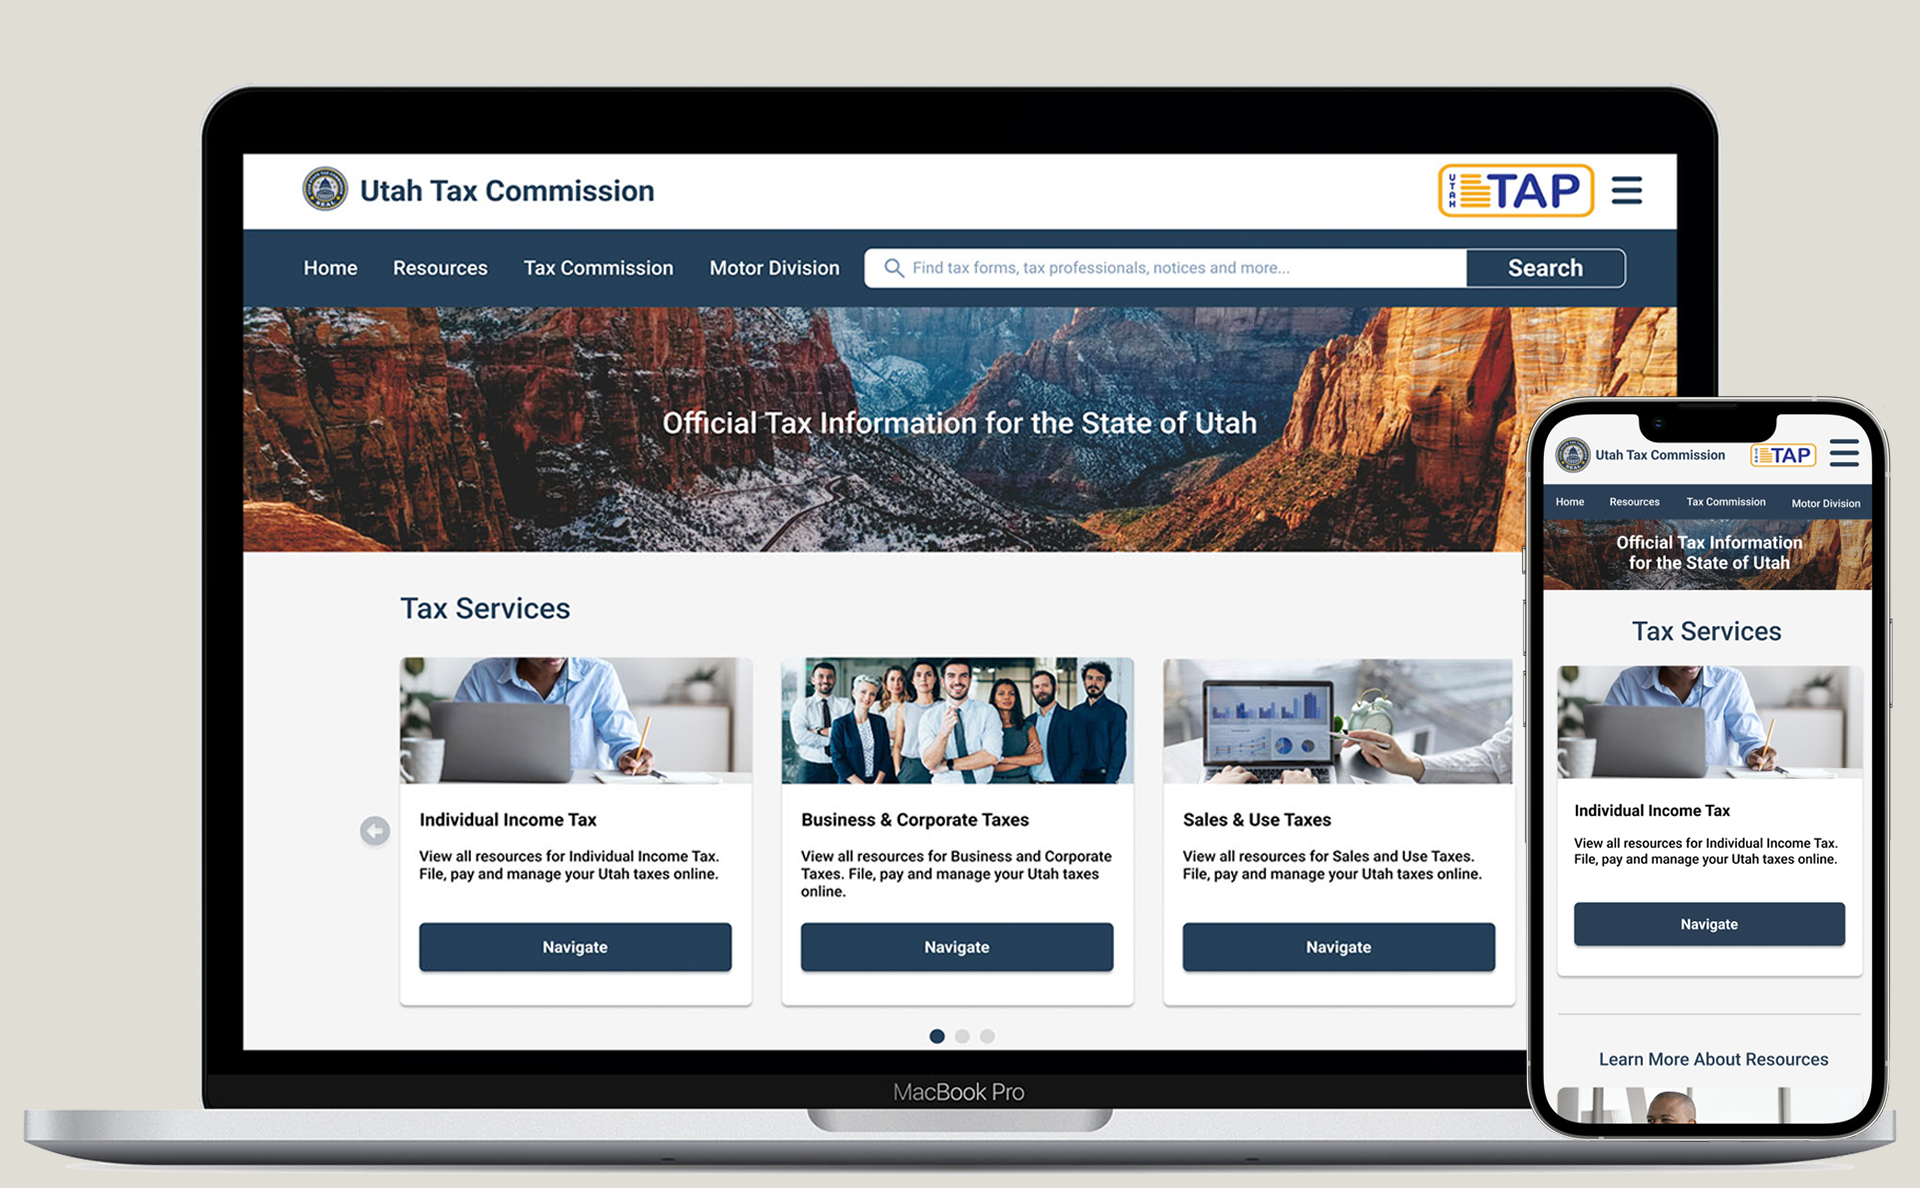 Utah Tax Commission
UTAH TAP
Home Resources Tax Commission Motor Division Find tax forms, tax professionals, notices and more... Search
Official Tax Information for the State of Utah
Tax Services
Individual Income Tax
View all resources for Individual Income Tax.
File, pay and manage your Utah taxes online.
Navigate
Business & Corporate Taxes
View all resources for Business and Corporate
Taxes. File, pay and manage your Utah taxes
online.
Navigate
Sales & Use Taxes
View all resources for Sales and Use Taxes.
File, pay and manage your Utah taxes online.
Navigate
MacBook Pro
Utah Tax Commission
TAP
Home Resources Tax Commission Motor Division
Official Tax Information
for the State of Utah
Tax Services
Individual Income Tax
View all resources for Individual Income Tax.
File, pay and manage your Utah taxes online.
Navigate
Learn More About Resources